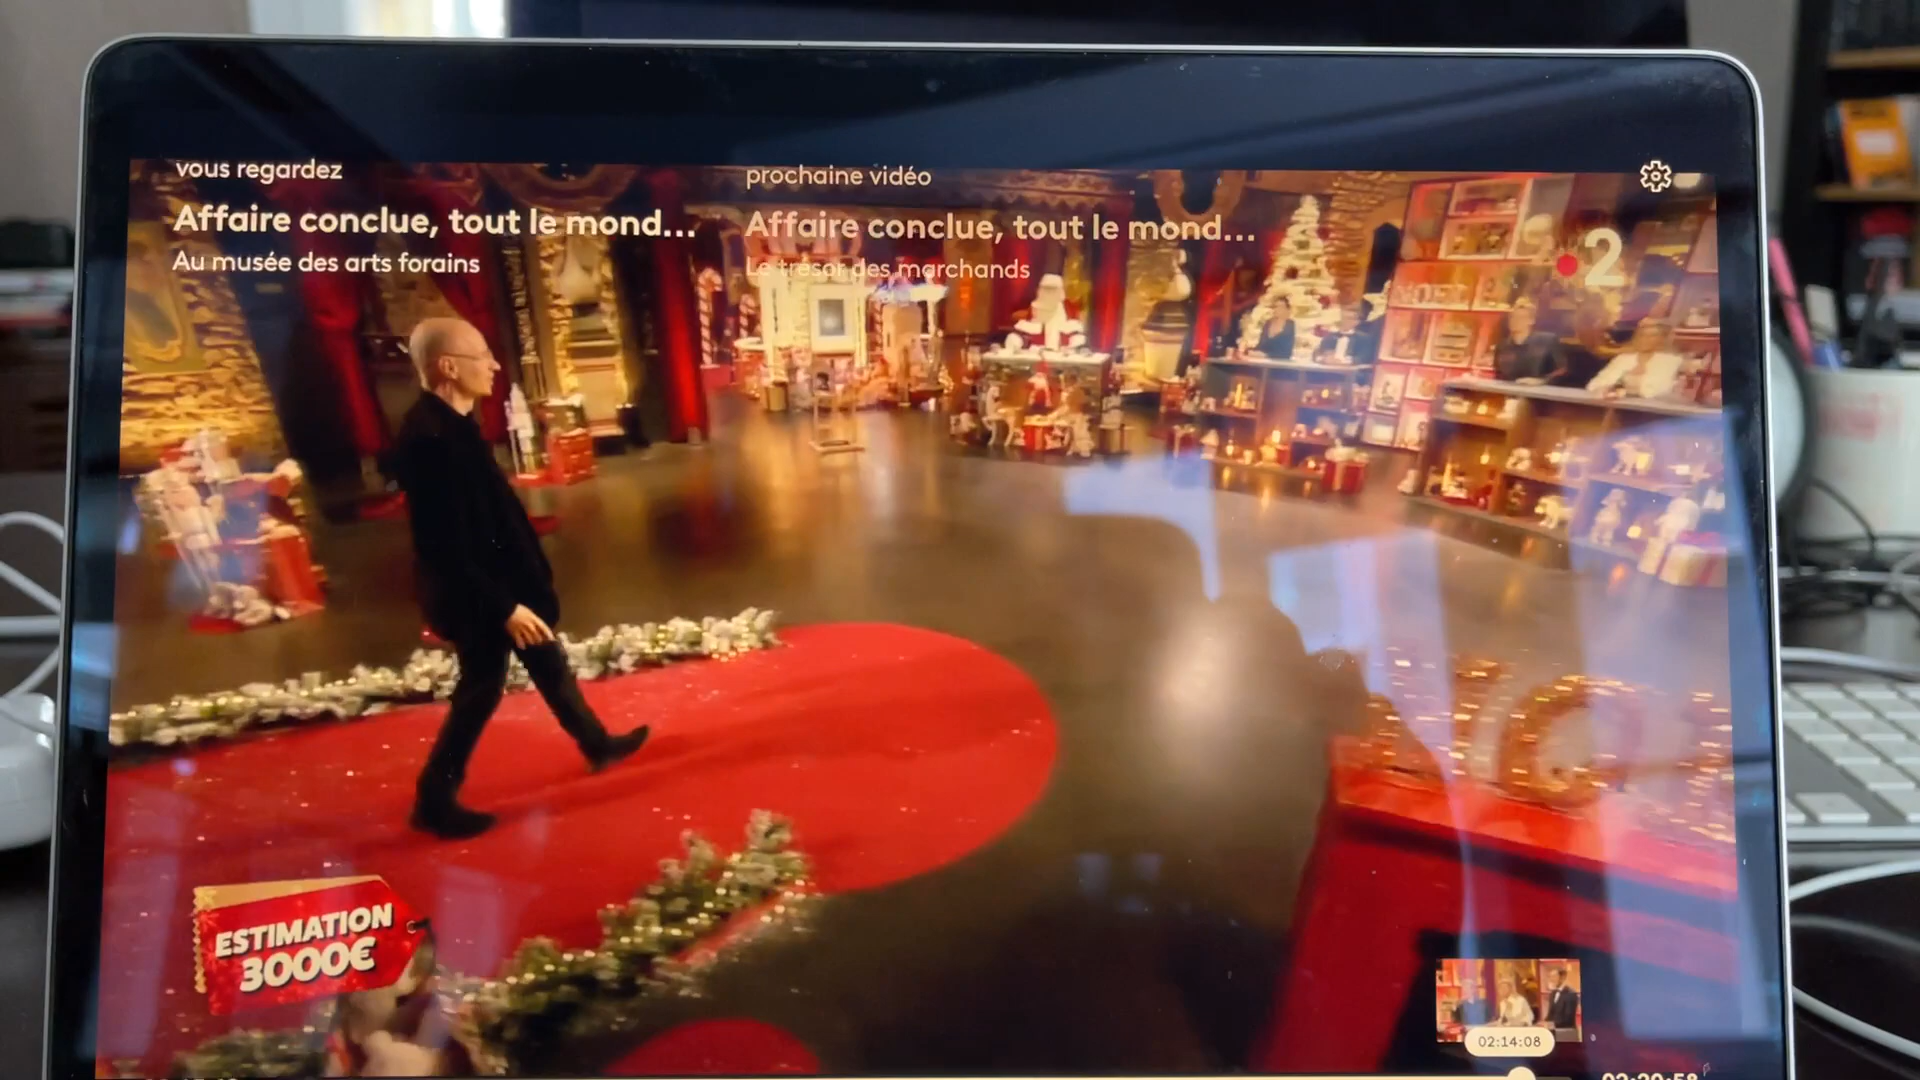 vous regardez
Affaire conclue, tout le mond...
Au musée des arts forains
prochaine vidéo
Affaire conclue, tout le mond...
Le trésor des marchands
2
NOEL
ESTIMATION
3000€
02:14:08